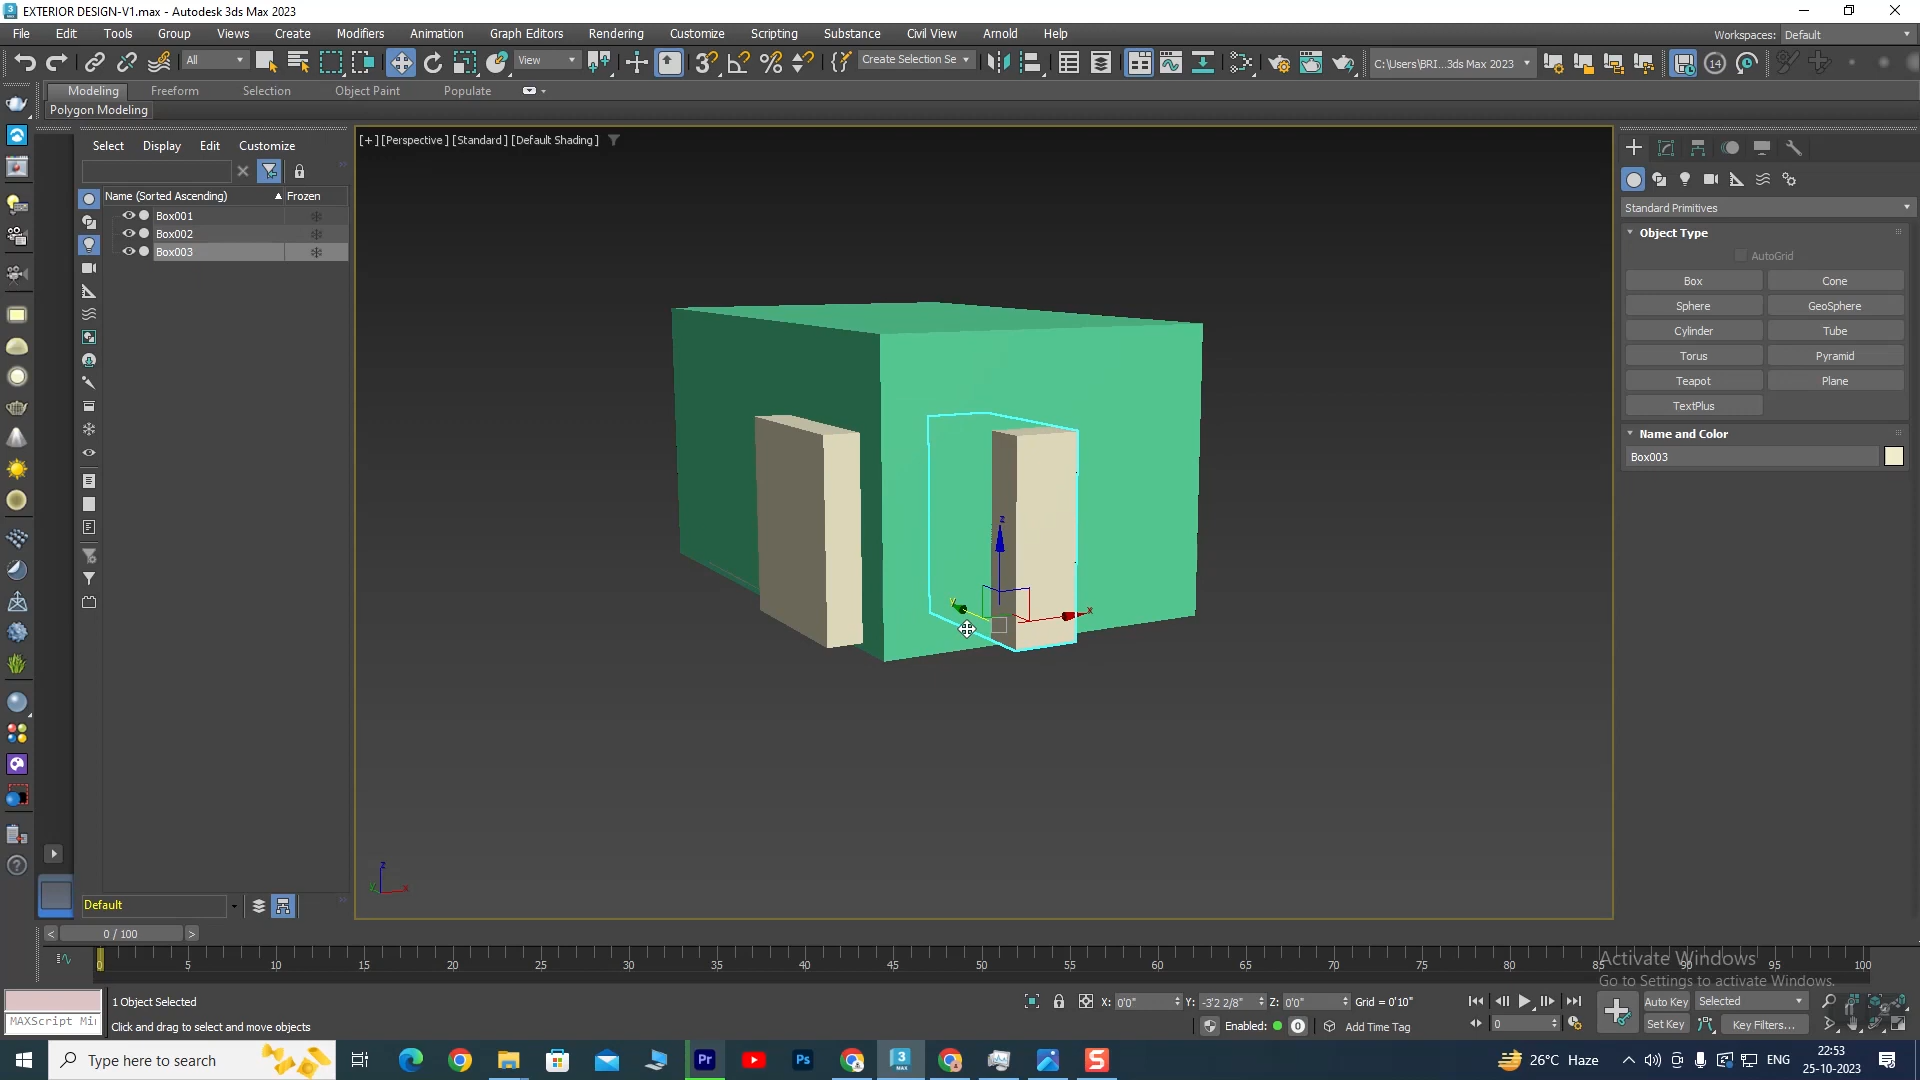 EXTERIOR DESIGN-V1.max - Autodesk 3ds Max 2023
File Edit Tools Group Views Create Modifiers Animation Graph Editors Rendering Customize Scripting Substance Civil View Arnold Help
Workspaces: Default
All View Create Selection Se C:\Users\BRI...3ds Max 2023 14
Modeling Freeform Selection Object Paint Populate
Polygon Modeling
Select Display Edit Customize
[+] [Perspective] [Standard] [Default Shading]
Name (Sorted Ascending) Frozen
Box001
Box002
Box003
Standard Primitives
Object Type
AutoGrid
Box Cone
Sphere GeoSphere
Cylinder Tube
Torus Pyramid
Teapot Plane
TextPlus
Name and Color
Box003
z
y x
z
y x
Default
< 0 / 100 >
0 5 10 15 20 25 30 35 40 45 50 55 60 65 70 75 80 85 90 95 100
Activate Windows
Go to Settings to activate Windows.
1 Object Selected
X: 0'0" Y: -3'2 2/8" Z: 0'0" Grid = 0'10"
Auto Key Selected
MAXScript Mi
Click and drag to select and move objects
Enabled: 0 Add Time Tag
0
Set Key Key Filters...
Type here to search
Pr Ps 3 MAX S
26°C Haze
ENG
22:53
25-10-2023